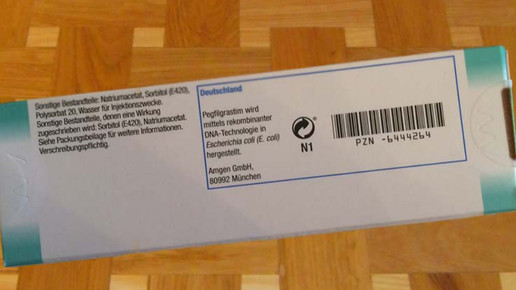 Sonstige Bestandteile: Natriumacetat, Sorbitol (E420),
Polysorbat 20, Wasser für Injektionszwecke.
Sonstige Bestandteile, denen eine Wirkung
zugeschrieben wird: Sorbitol (E420), Natriumacetat.
Siehe Packungsbeilage für weitere Informationen.
Verschreibungspflichtig.
Deutschland
Pegfilgrastim wird
mittels rekombinanter
DNA-Technologie in
Escherichia coli (E. coli)
hergestellt.
Amgen GmbH,
80992 München
N1
PZN -6444264